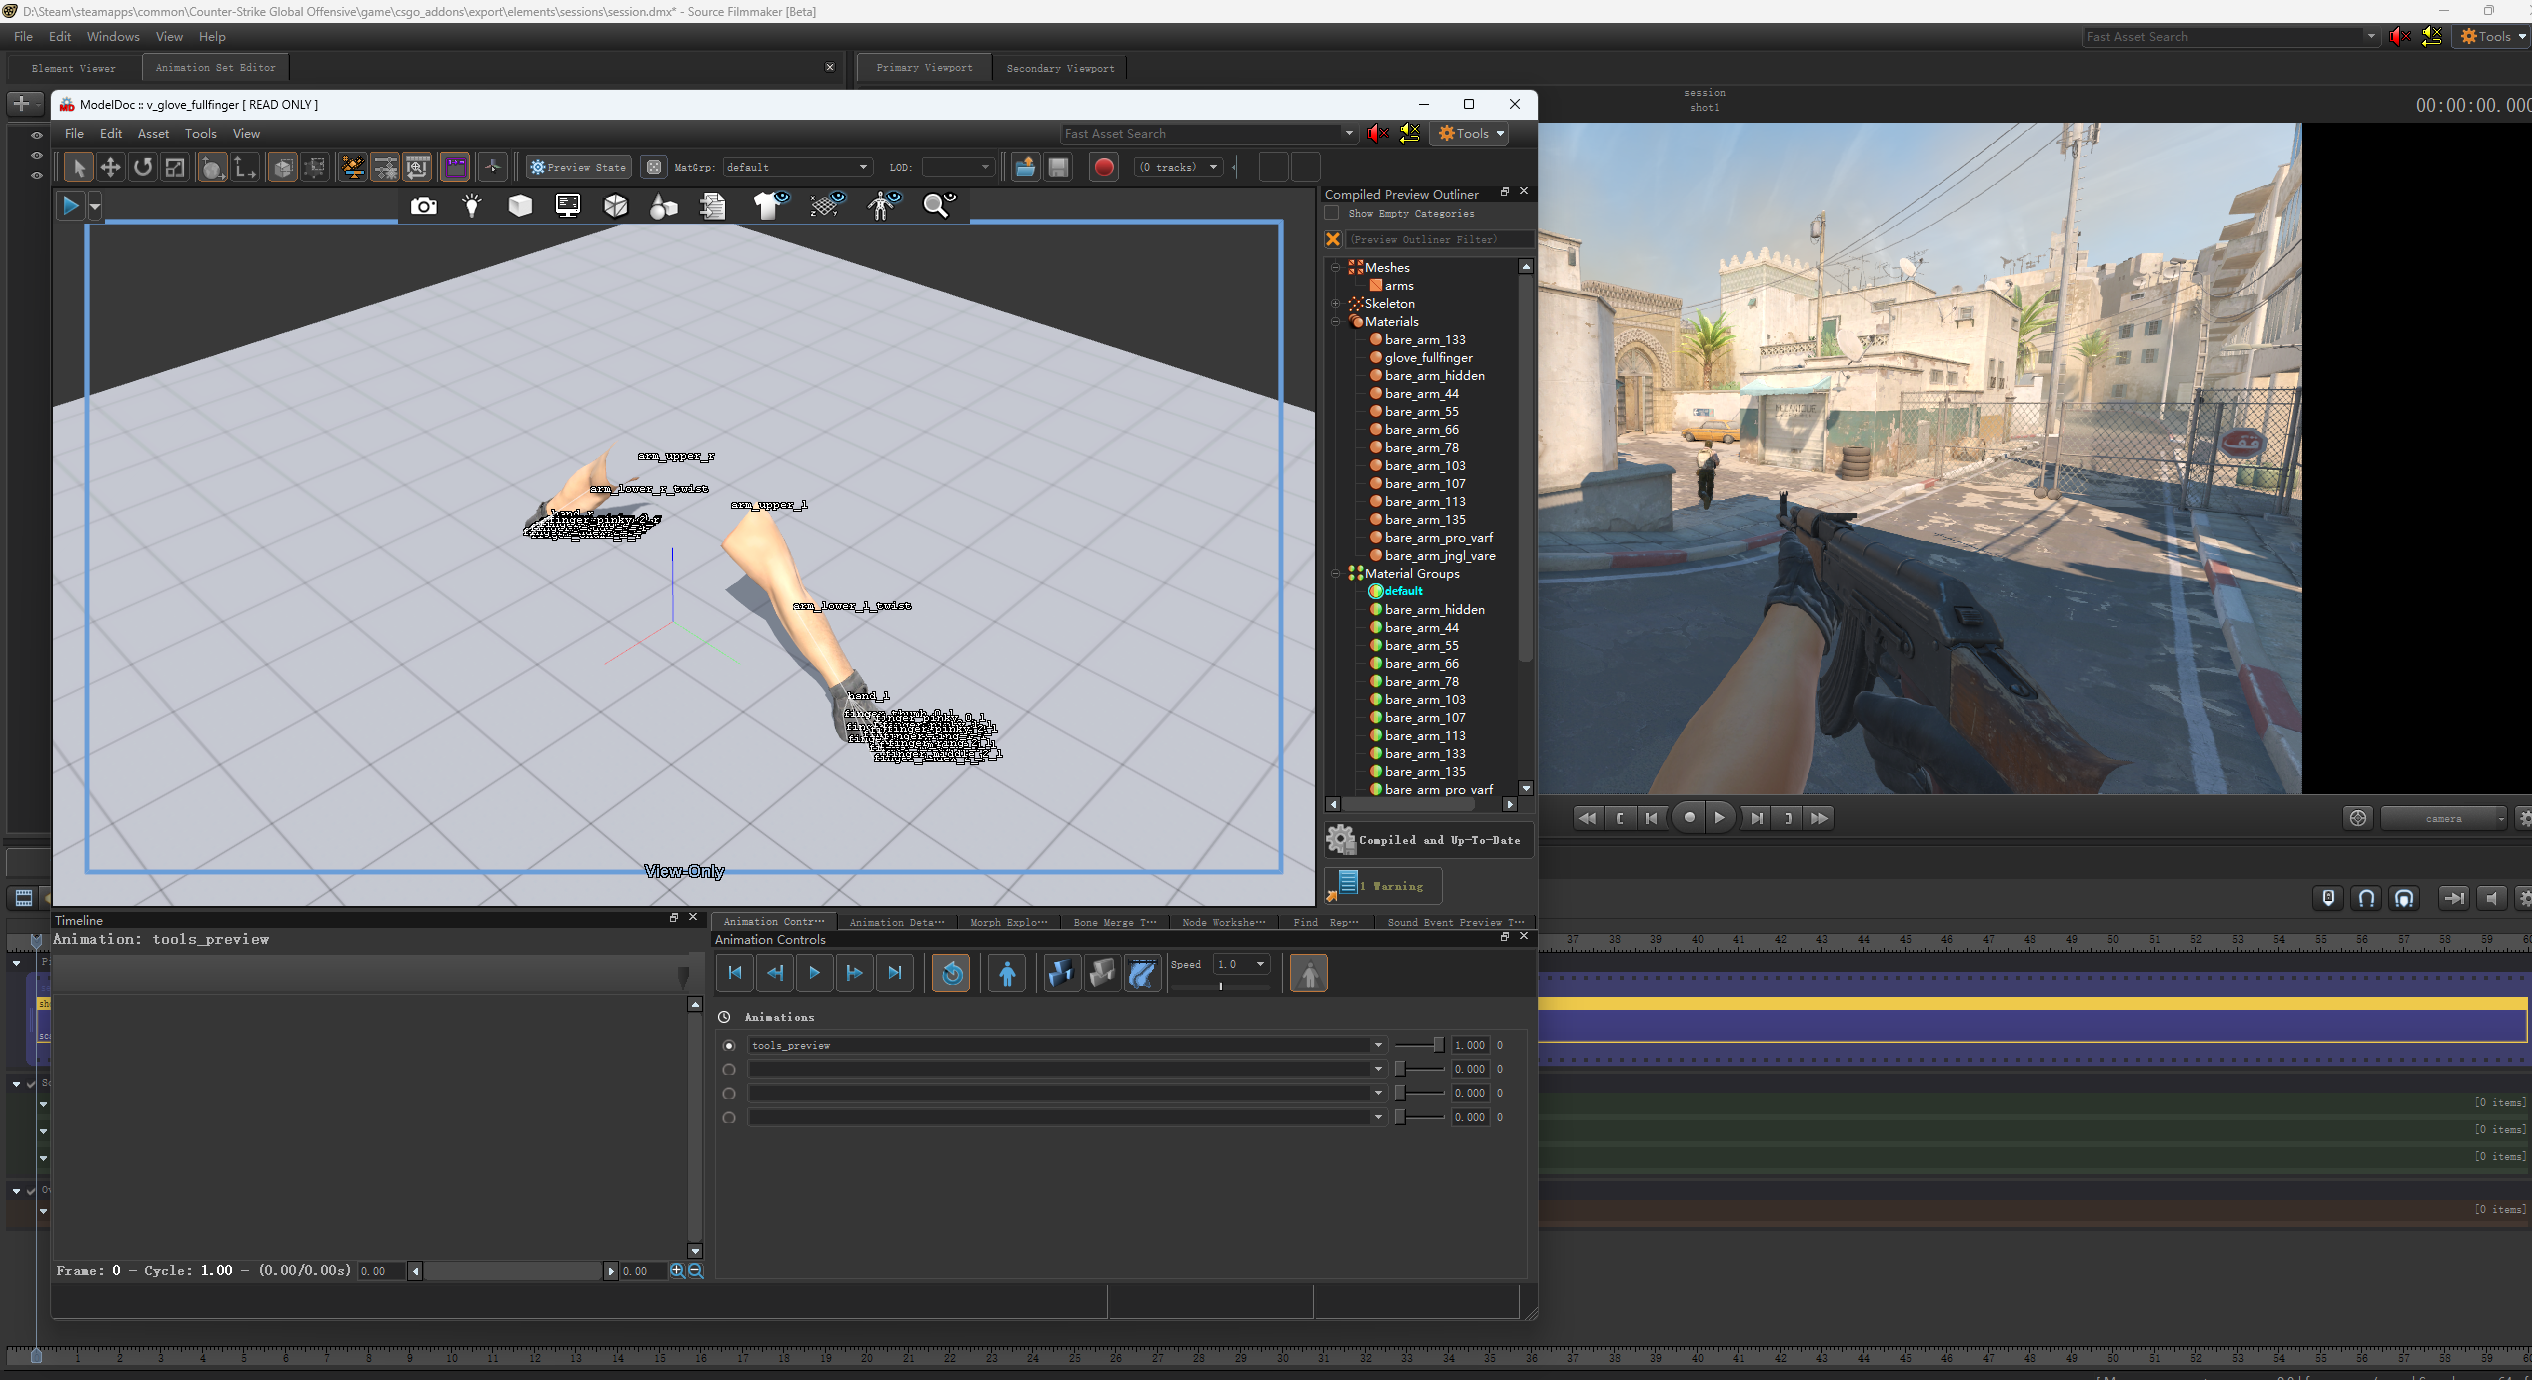 D:\Steam\steamapps\common\Counter-Strike Global Offensive\game\csgo_addons\export\elements\sessions\session.dmx* - Source Filmmaker [Beta]
File Edit Windows View Help
Fast Asset Search
Tools
Element Viewer
Animation Set Editor
Primary Viewport
Secondary Viewport
session
shot1
00:00:00.000
ModelDoc :: v_glove_fullfinger [ READ ONLY ]
File Edit Asset Tools View
Fast Asset Search
Tools
Preview State
MatGrp: default
LOD:
(0 tracks)
arm_upper_r
arm_lower_r_twist
hand_r
arm_upper_l
arm_lower_l_twist
hand_l
View-Only
Compiled Preview Outliner
Show Empty Categories
(Preview Outliner Filter)
Meshes
arms
Skeleton
Materials
bare_arm_133
glove_fullfinger
bare_arm_hidden
bare_arm_44
bare_arm_55
bare_arm_66
bare_arm_78
bare_arm_103
bare_arm_107
bare_arm_113
bare_arm_135
bare_arm_pro_varf
bare_arm_jngl_vare
Material Groups
default
bare_arm_hidden
bare_arm_44
bare_arm_55
bare_arm_66
bare_arm_78
bare_arm_103
bare_arm_107
bare_arm_113
bare_arm_133
bare_arm_135
bare_arm_pro_varf
Compiled and Up-To-Date
1 Warning
camera
Timeline
Animation: tools_preview
Frame: 0 - Cycle: 1.00 - (0.00/0.00s) 0.00
0.00
Animation Contr···
Animation Deta···
Morph Explo···
Bone Merge T···
Node Workshe···
Find Rep···
Sound Event Preview T···
Animation Controls
Speed 1.0
Animations
tools_preview 1.000 0
0.000 0
0.000 0
0.000 0
37 38 39 40 41 42 43 44 45 46 47 48 49 50 51 52 53 54 55 56 57 58 59 60
[0 items]
[0 items]
[0 items]
[0 items]
1 2 3 4 5 6 7 8 9 10 11 12 13 14 15 16 17 18 19 20 21 22 23 24 25 26 27 28 29 30 31 32 33 34 35 36 37 38 39 40 41 42 43 44 45 46 47 48 49 50 51 52 53 54 55 56 57 58 59 60